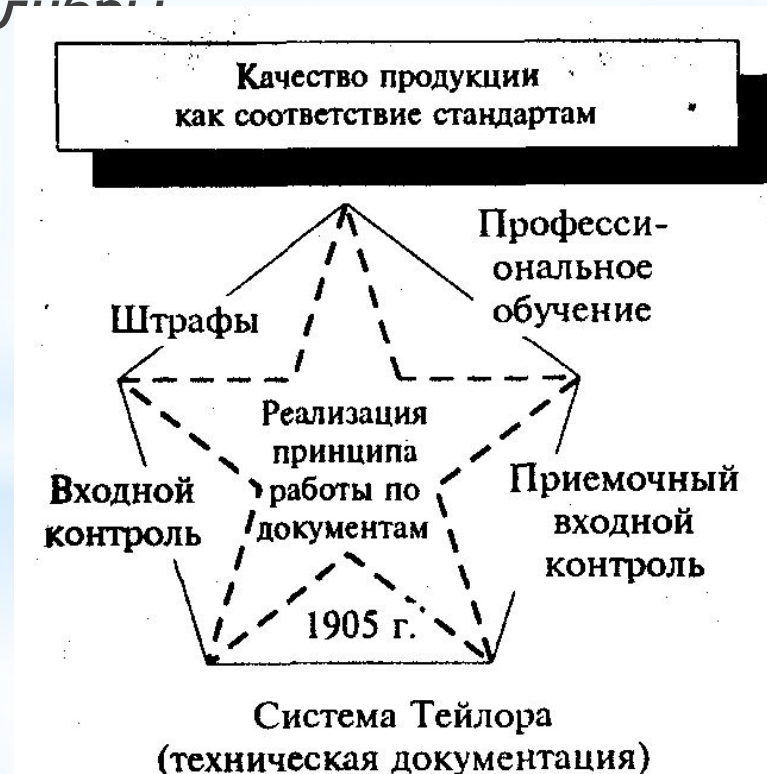 Качество продукции
как соответствие стандартам
Професси-
ональное
обучение
Штрафы
Реализация
принципа
работы по
документам
Входной
контроль
Приемочный
входной
контроль
1905 г.
Система Тейлора
(техническая документация)